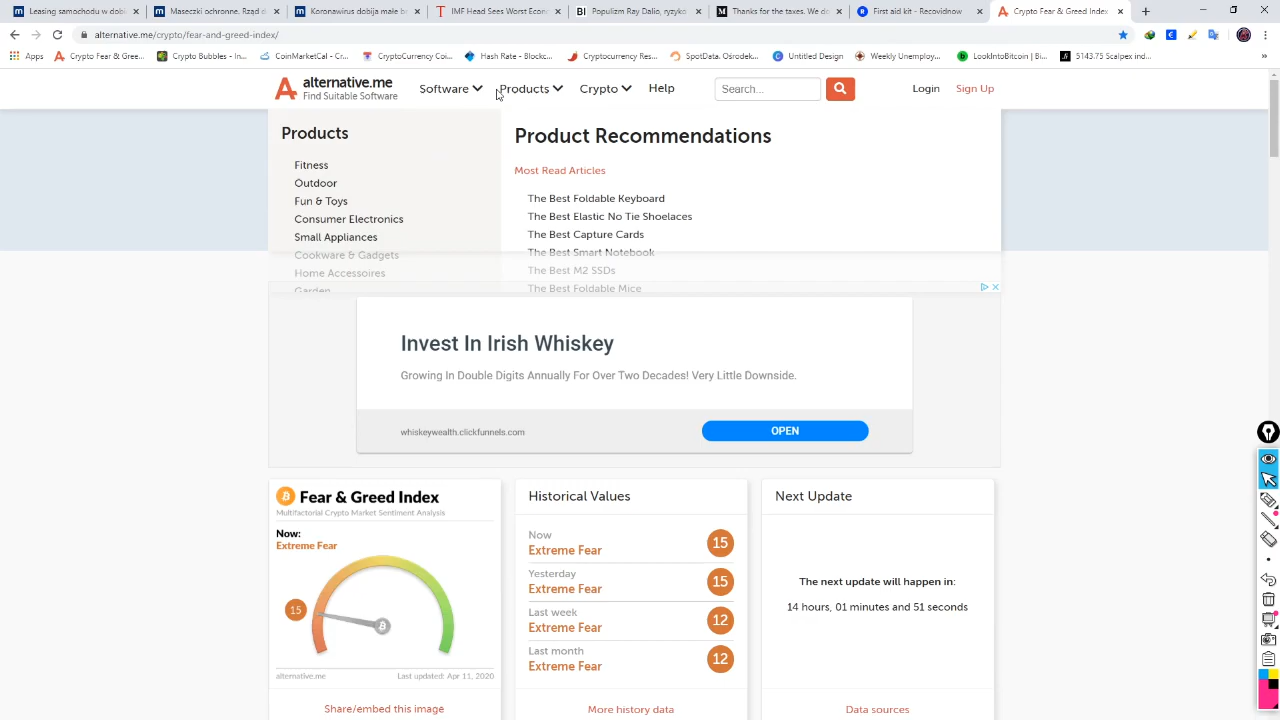 Leasing samochodu w dwóch
Maseczki ochronne. Rząd z
Koronowirus dobija małe bi
IMF Head Sees Worst Econo
Populizm Ray Dalio, ryzyko
Thanks for the taxes. We do
First aid kit - Recovidnow
Crypto Fear & Greed Index
alternative.me/crypto/fear-and-greed-index/
Apps
Crypto Fear & Gree...
Crypto Bubbles - In...
CoinMarketCal - Cr...
CryptoCurrency Coi...
Hash Rate - Blockc...
Cryptocurrency Res...
SpotData. Ośrodek...
Untitled Design
Weekly Unemploy...
LookIntoBitcoin | Bi...
5143.75 Scalpex ind...
»
alternative.me
Find Suitable Software
Software
Products
Crypto
Help
Search...
Login
Sign Up
Products
Fitness
Outdoor
Fun & Toys
Consumer Electronics
Small Appliances
Cookware & Gadgets
Home Accessoires
Garden
Product Recommendations
Most Read Articles
The Best Foldable Keyboard
The Best Elastic No Tie Shoelaces
The Best Capture Cards
The Best Smart Notebook
The Best M2 SSDs
The Best Foldable Mice
Invest In Irish Whiskey
Growing In Double Digits Annually For Over Two Decades! Very Little Downside.
whiskeywealth.clickfunnels.com
OPEN
Fear & Greed Index
Multifactorial Crypto Market Sentiment Analysis
Now:
Extreme Fear
15
alternative.me
Last updated: Apr 11, 2020
Share/embed this image
Historical Values
Now
Extreme Fear
15
Yesterday
Extreme Fear
15
Last week
Extreme Fear
12
Last month
Extreme Fear
12
More history data
Next Update
The next update will happen in:
14 hours, 01 minutes and 51 seconds
Data sources